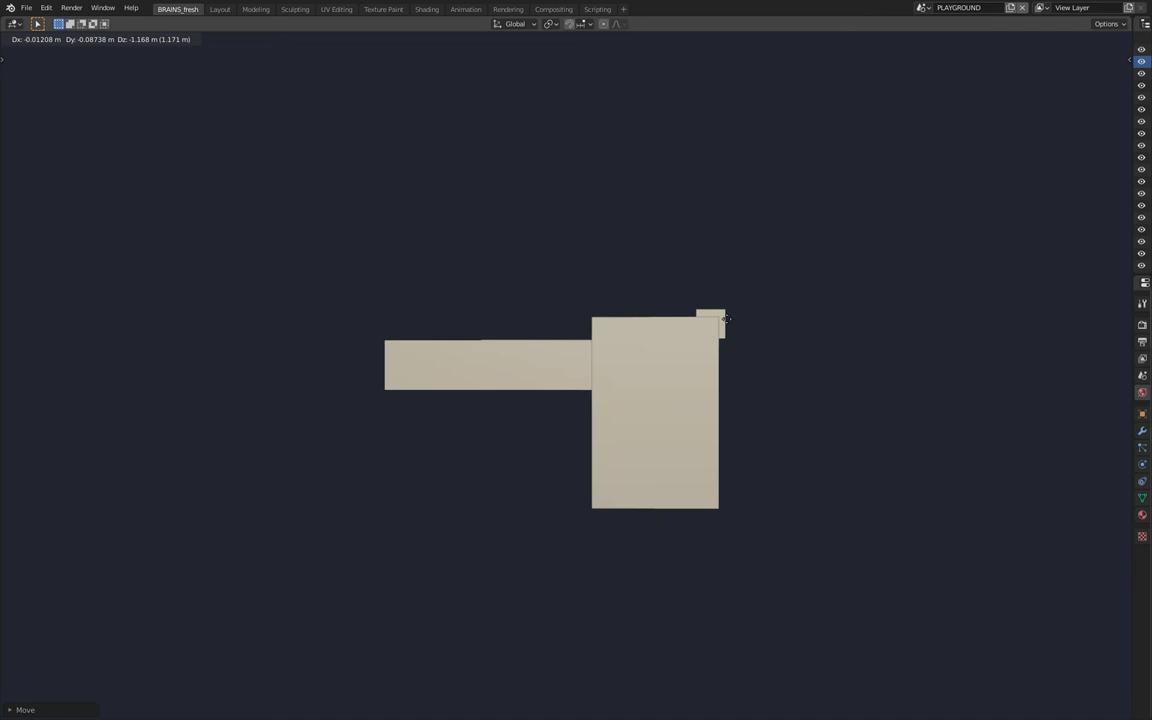 File Edit Render Window Help BRAINS_fresh Layout Modeling Sculpting UV Editing Texture Paint Shading Animation Rendering Compositing Scripting + PLAYGROUND View Layer
Global Options
Dx: -0.01208 m Dy: -0.08738 m Dz: -1.168 m (1.171 m)
Move